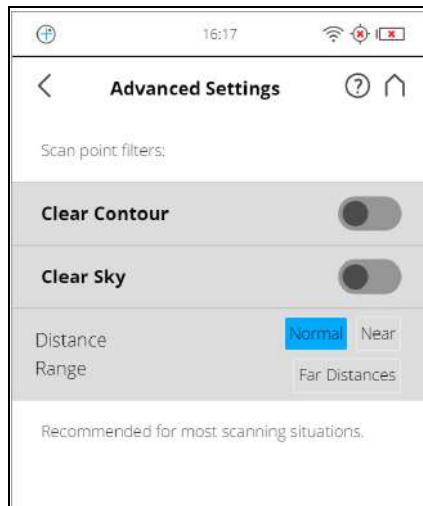 16:17
Advanced Settings
Scan point filters:
Clear Contour
Clear Sky
Distance
Range
Normal
Near
Far Distances
Recommended for most scanning situations.